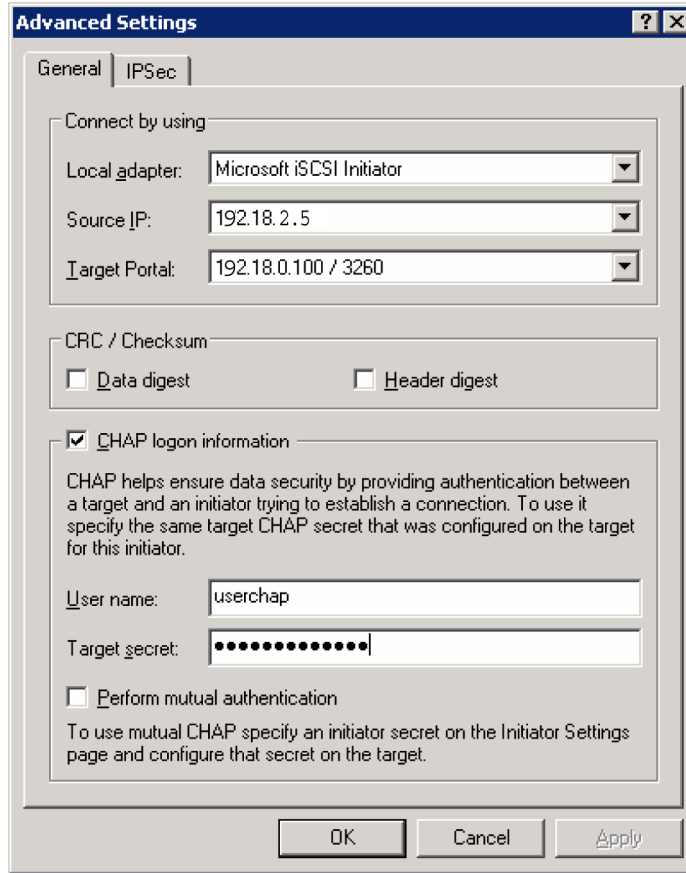 Advanced Settings
General IPSec
Connect by using
Local adapter: Microsoft iSCSI Initiator
Source IP: 192.18.2.5
Target Portal: 192.18.0.100 / 3260
CRC / Checksum
Data digest Header digest
CHAP logon information
CHAP helps ensure data security by providing authentication between
a target and an initiator trying to establish a connection. To use it
specify the same target CHAP secret that was configured on the target
for this initiator.
User name: userchap
Target secret: •••••••••••••
Perform mutual authentication
To use mutual CHAP specify an initiator secret on the Initiator Settings
page and configure that secret on the target.
OK Cancel Apply